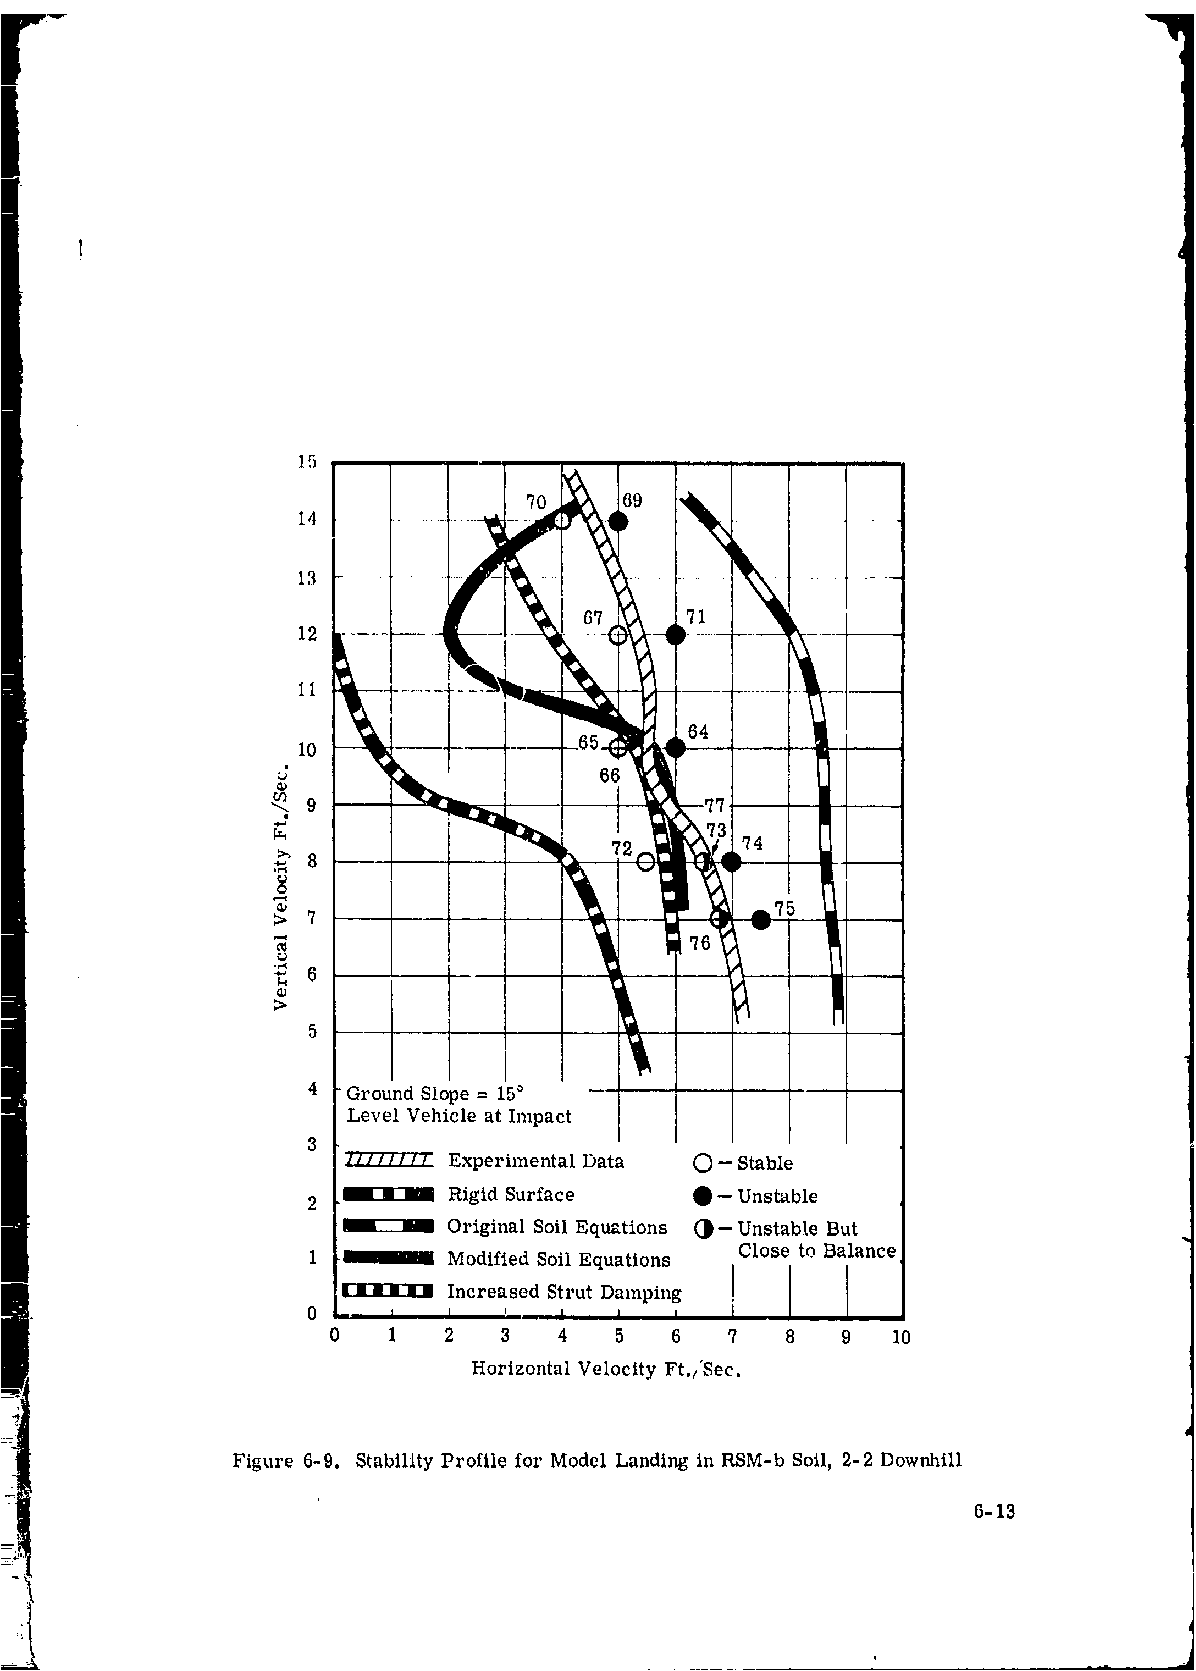 15
14
13
12
11
10
9
8
7
6
5
4
3
2
1
0
Vertical Velocity Ft./Sec.
70
69
67
71
65
64
66
77
73
72
74
75
76
Ground Slope = 15°
Level Vehicle at Impact
Experimental Data
Rigid Surface
Original Soil Equations
Modified Soil Equations
Increased Strut Damping
– Stable
– Unstable
– Unstable But
Close to Balance
0 1 2 3 4 5 6 7 8 9 10
Horizontal Velocity Ft./Sec.
Figure 6-9. Stability Profile for Model Landing in RSM-b Soil, 2-2 Downhill
6-13